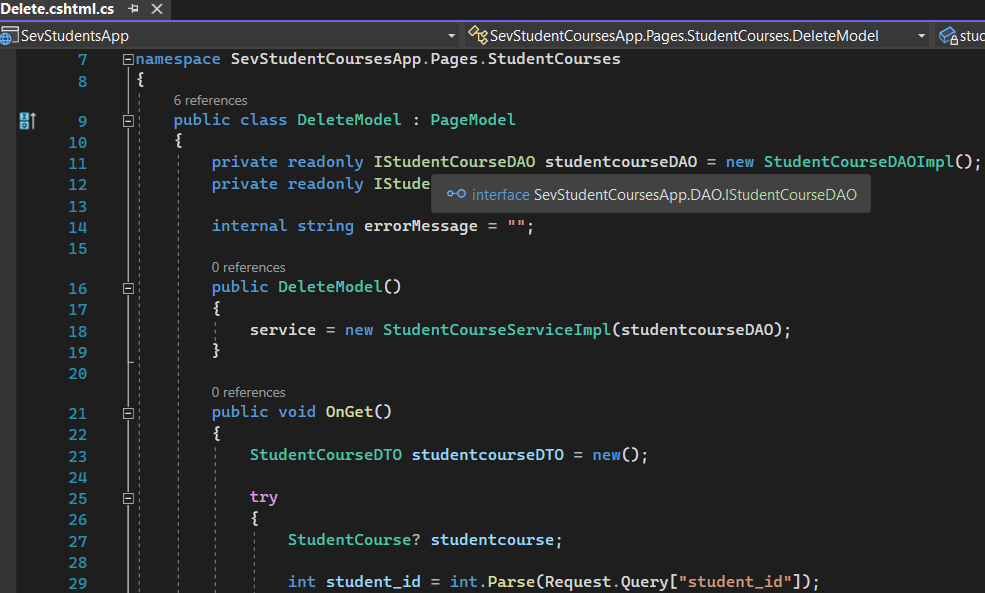 Delete.cshtml.cs
SevStudentsApp SevStudentCoursesApp.Pages.StudentCourses.DeleteModel
7 namespace SevStudentCoursesApp.Pages.StudentCourses
8 {
6 references
9 public class DeleteModel : PageModel
10 {
11 private readonly IStudentCourseDAO studentcourseDAO = new StudentCourseDAOImpl();
12 private readonly IStude
interface SevStudentCoursesApp.DAO.IStudentCourseDAO
13
14 internal string errorMessage = "";
15
0 references
16 public DeleteModel()
17 {
18 service = new StudentCourseServiceImpl(studentcourseDAO);
19 }
20
0 references
21 public void OnGet()
22 {
23 StudentCourseDTO studentcourseDTO = new();
24
25 try
26 {
27 StudentCourse? studentcourse;
28
29 int student_id = int.Parse(Request.Query["student_id"]);